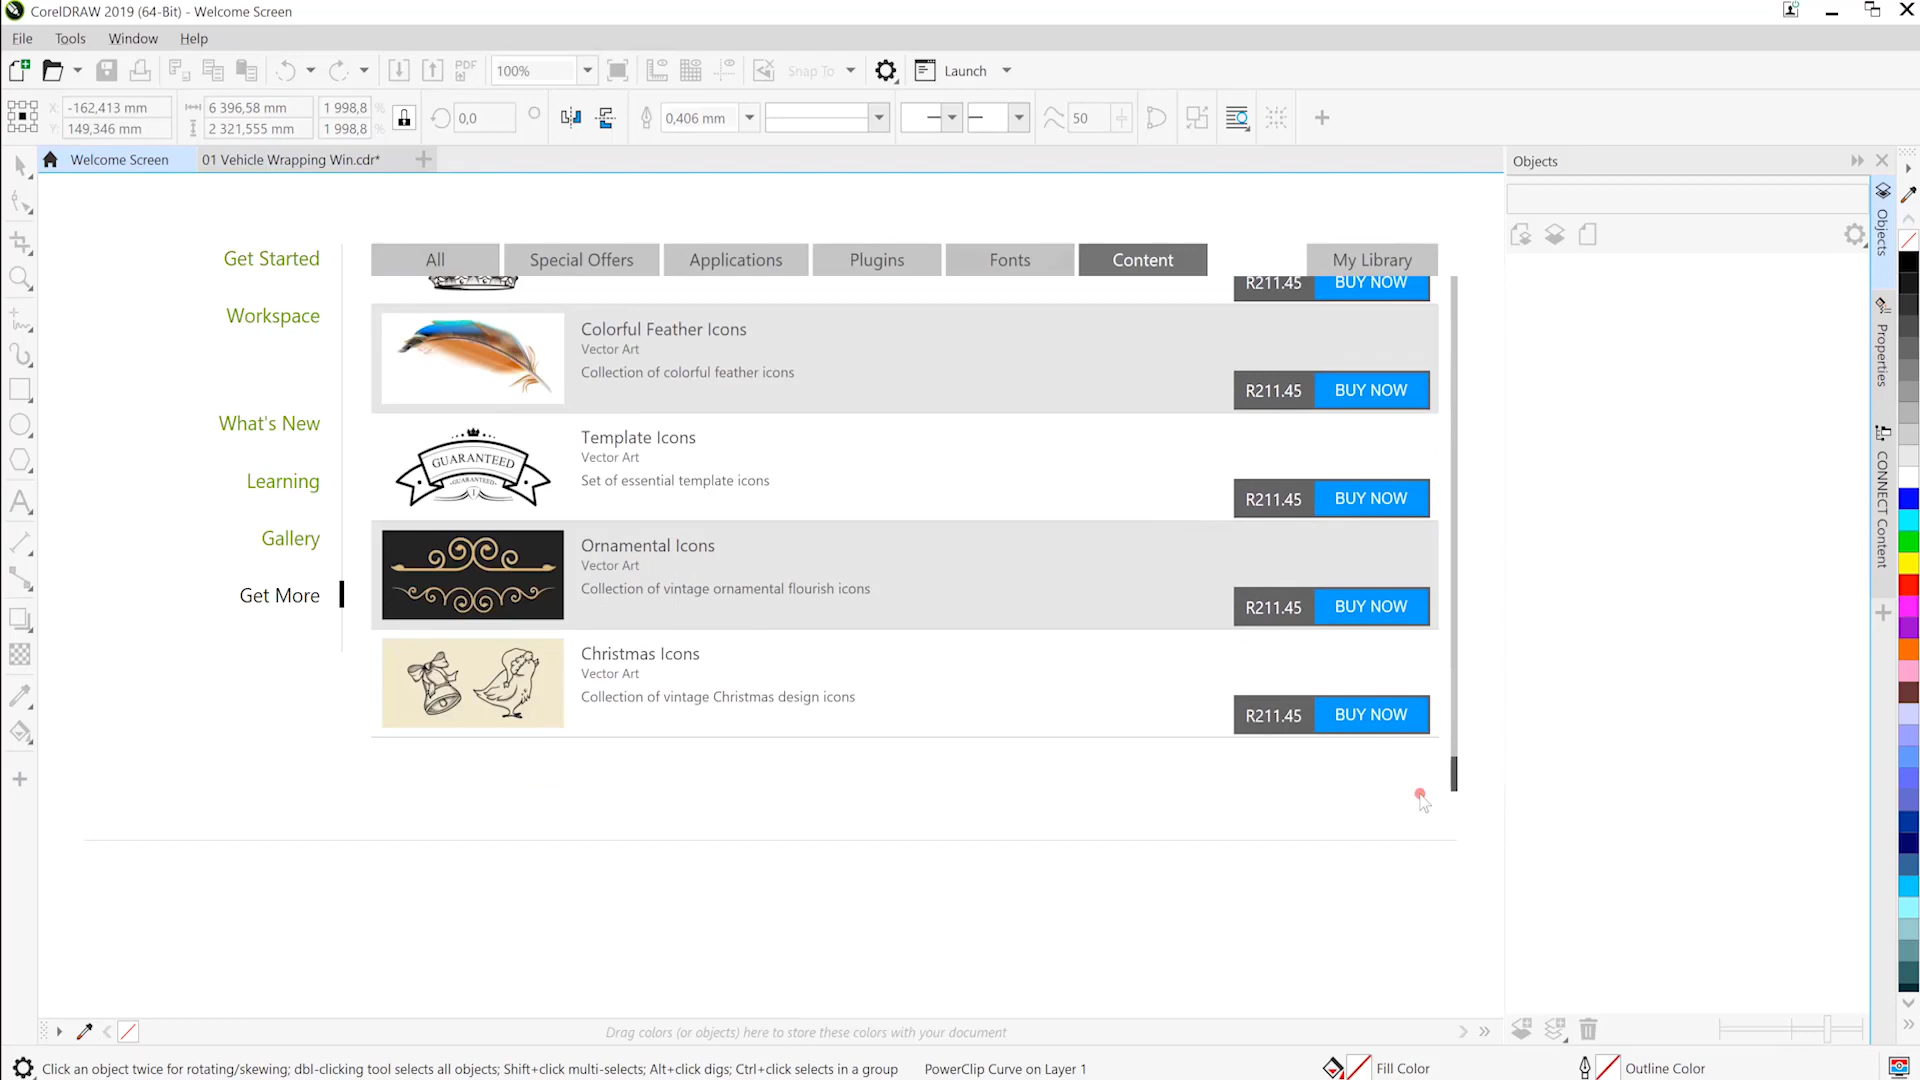 CorelDRAW 2019 (64-Bit) - Welcome Screen
File Tools Window Help
PDF 100% Snap To Launch
X: -162,413 mm 6 396,58 mm 1 998,8 % 0,0 0,406 mm 50
Y: 149,346 mm 2 321,555 mm 1 998,8 %
Welcome Screen 01 Vehicle Wrapping Win.cdr*
Objects
Get Started
Workspace
What's New
Learning
Gallery
Get More
All Special Offers Applications Plugins Fonts Content My Library
R211.45 BUY NOW
Colorful Feather Icons
Vector Art
Collection of colorful feather icons
R211.45 BUY NOW
GUARANTEED
GUARANTEED
Template Icons
Vector Art
Set of essential template icons
R211.45 BUY NOW
Ornamental Icons
Vector Art
Collection of vintage ornamental flourish icons
R211.45 BUY NOW
Christmas Icons
Vector Art
Collection of vintage Christmas design icons
R211.45 BUY NOW
Objects
Properties
CONNECT Content
Drag colors (or objects) here to store these colors with your document
Click an object twice for rotating/skewing; dbl-clicking tool selects all objects; Shift+click multi-selects; Alt+click digs; Ctrl+click selects in a group PowerClip Curve on Layer 1 Fill Color Outline Color